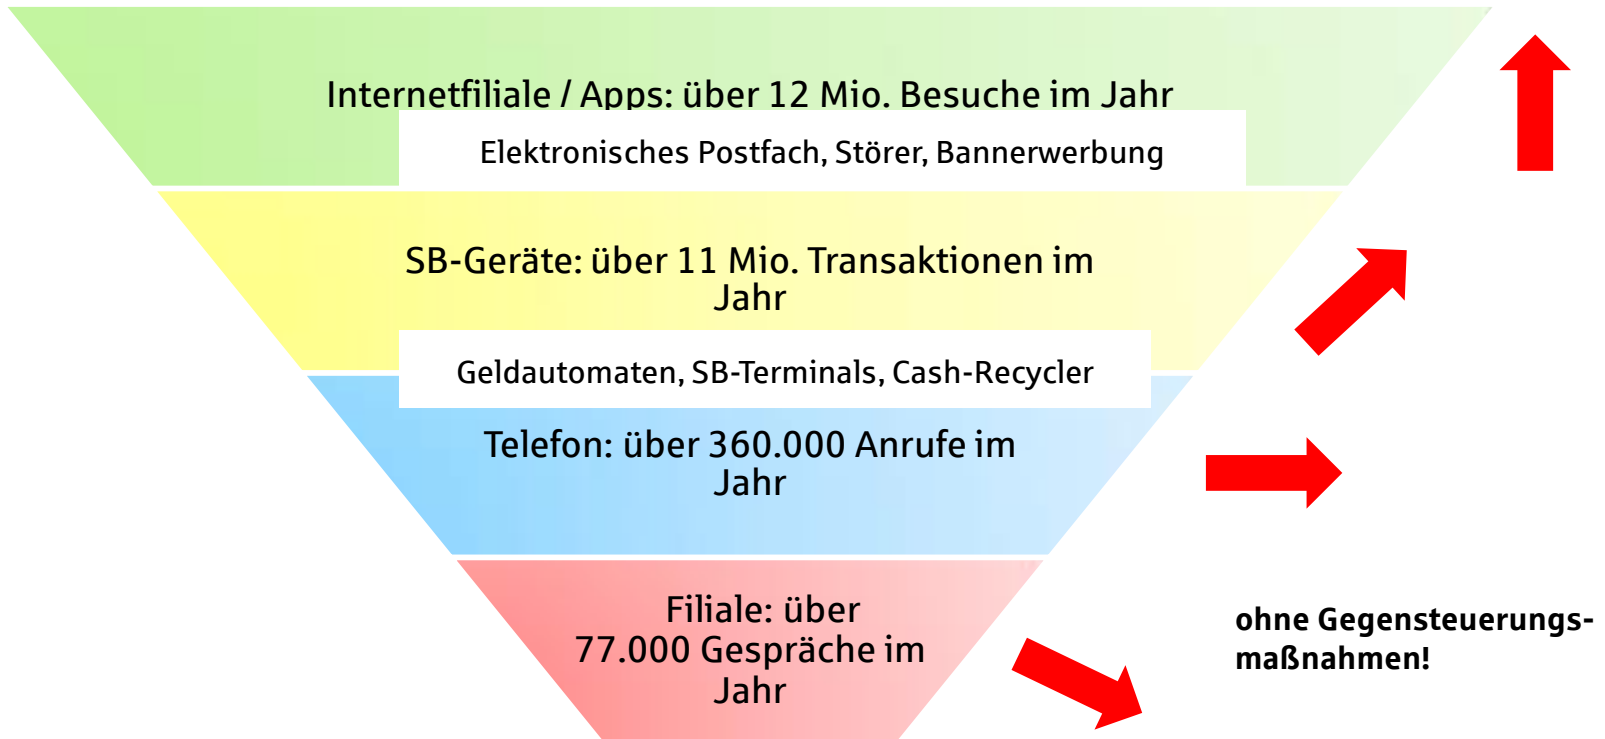 Internetfiliale / Apps: über 12 Mio. Besuche im Jahr
Elektronisches Postfach, Störer, Bannerwerbung
SB-Geräte: über 11 Mio. Transaktionen im
Jahr
Geldautomaten, SB-Terminals, Cash-Recycler
Telefon: über 360.000 Anrufe im
Jahr
Filiale: über
77.000 Gespräche im
Jahr
ohne Gegensteuerungs-
maßnahmen!